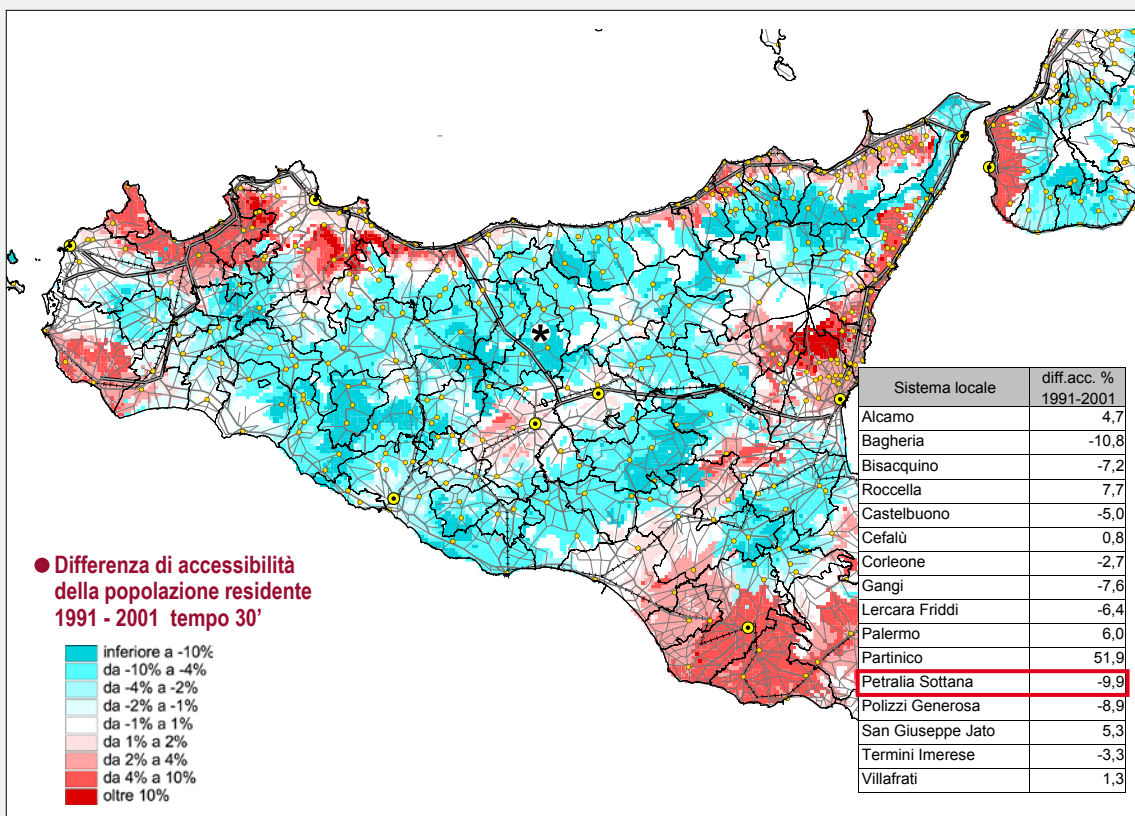 *
Sistema locale diff.acc. % 1991-2001
Alcamo 4,7
Bagheria -10,8
Bisacquino -7,2
Roccella 7,7
Castelbuono -5,0
Cefalù 0,8
Corleone -2,7
Gangi -7,6
Lercara Friddi -6,4
Palermo 6,0
Partinico 51,9
Petralia Sottana -9,9
Polizzi Generosa -8,9
San Giuseppe Jato 5,3
Termini Imerese -3,3
Villafrati 1,3
● Differenza di accessibilità
della popolazione residente
1991 - 2001 tempo 30’
inferiore a -10%
da -10% a -4%
da -4% a -2%
da -2% a -1%
da -1% a 1%
da 1% a 2%
da 2% a 4%
da 4% a 10%
oltre 10%